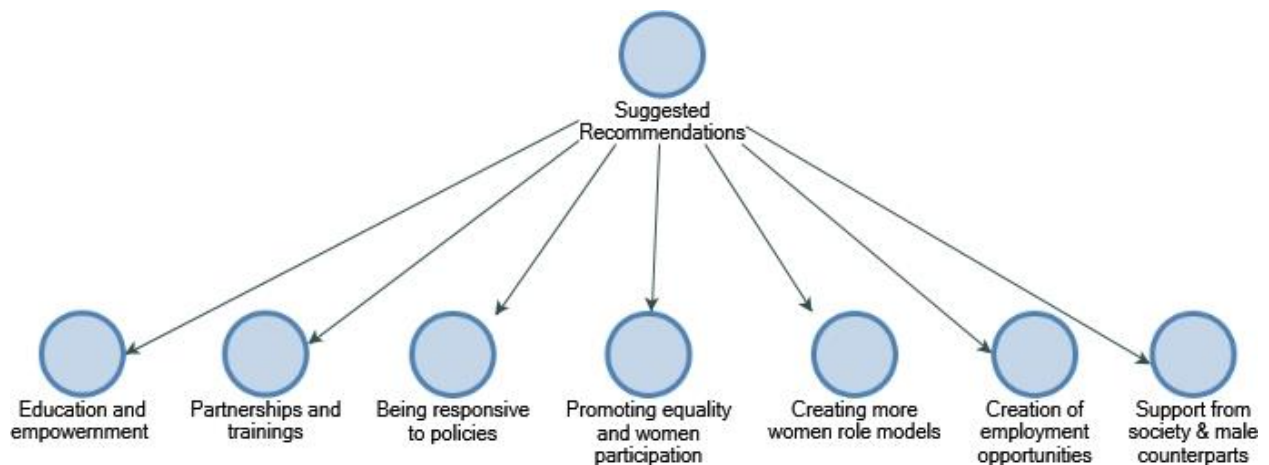 Suggested
Recommendations
Education and
empowernment
Partnerships and
trainings
Being responsive
to policies
Promoting equality
and women
participation
Creating more
women role models
Creation of
employment
opportunities
Support from
society & male
counterparts